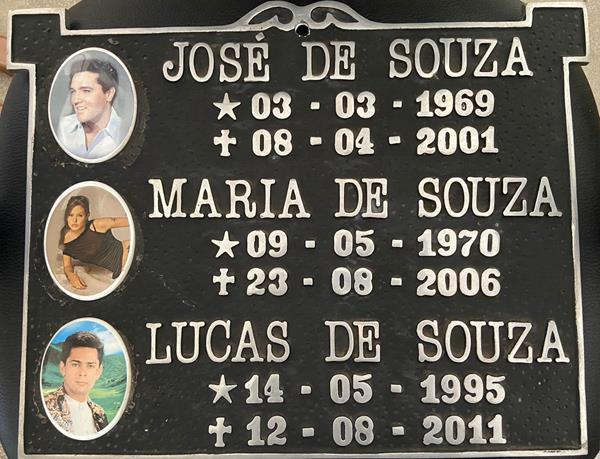 JOSÉ DE SOUZA
★ 03 - 03 - 1969
✝ 08 - 04 - 2001
MARIA DE SOUZA
★ 09 - 05 - 1970
✝ 23 - 08 - 2006
LUCAS DE SOUZA
★ 14 - 05 - 1995
✝ 12 - 08 - 2011